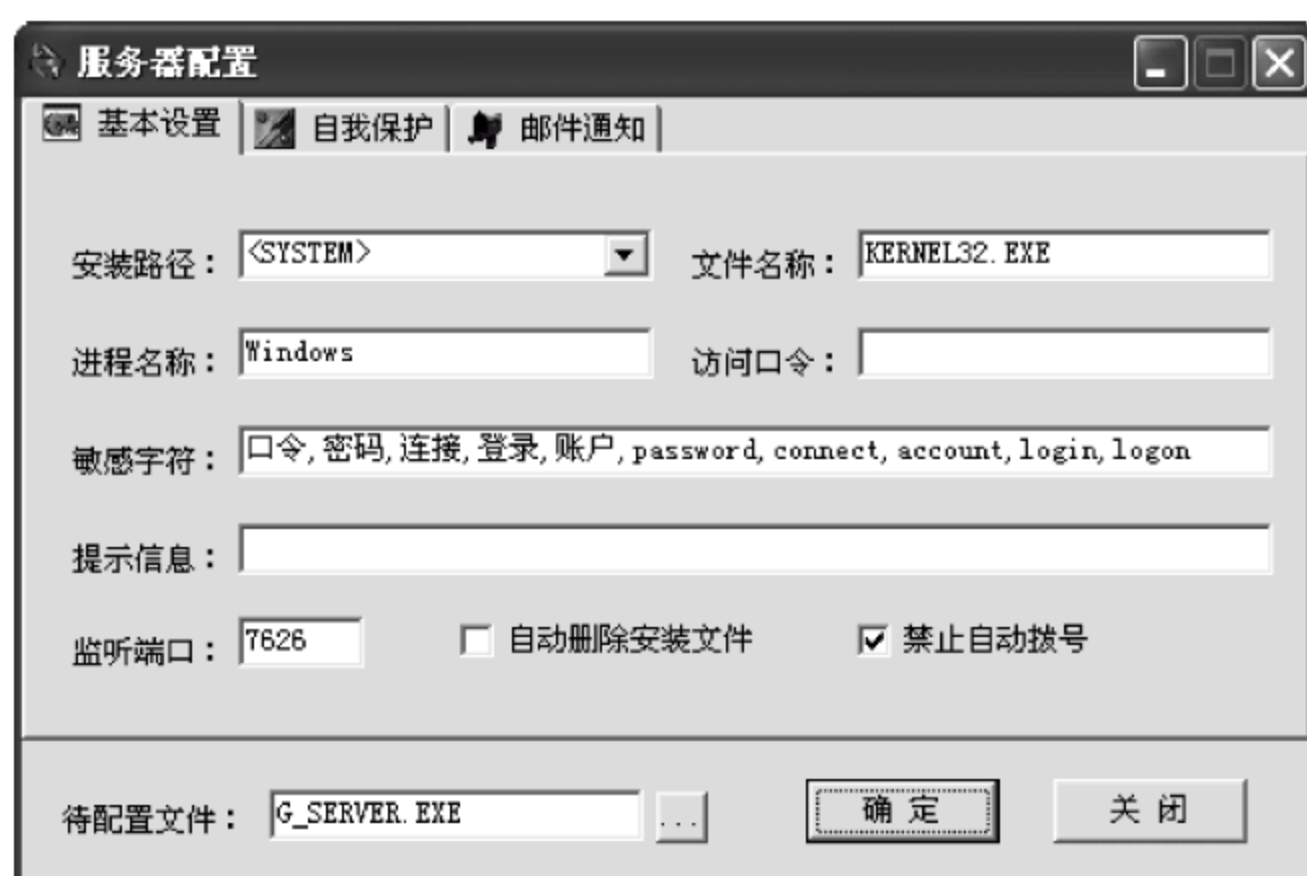 服务器配置
基本设置 自我保护 邮件通知
安装路径： <SYSTEM> 文件名称： KERNEL32.EXE
进程名称： Windows 访问口令：
敏感字符： 口令,密码,连接,登录,账户,password,connect,account,login,logon
提示信息：
监听端口： 7626 自动删除安装文件 禁止自动拨号
待配置文件： G_SERVER.EXE ... 确定 关闭